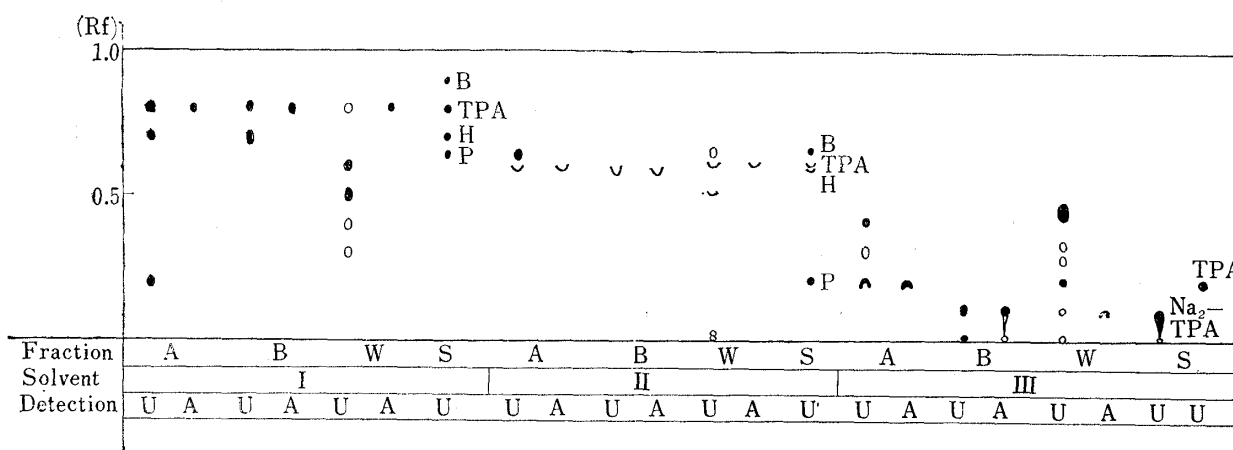 (Rf)
1.0
B
TPA
H
P
B
TPA
H
0.5
P
TPA
Na₂–
TPA
Fraction A B W S A B W S A B W S
Solvent I II III
Detection U A U A U A U U A U A U A U U A U A U A U U